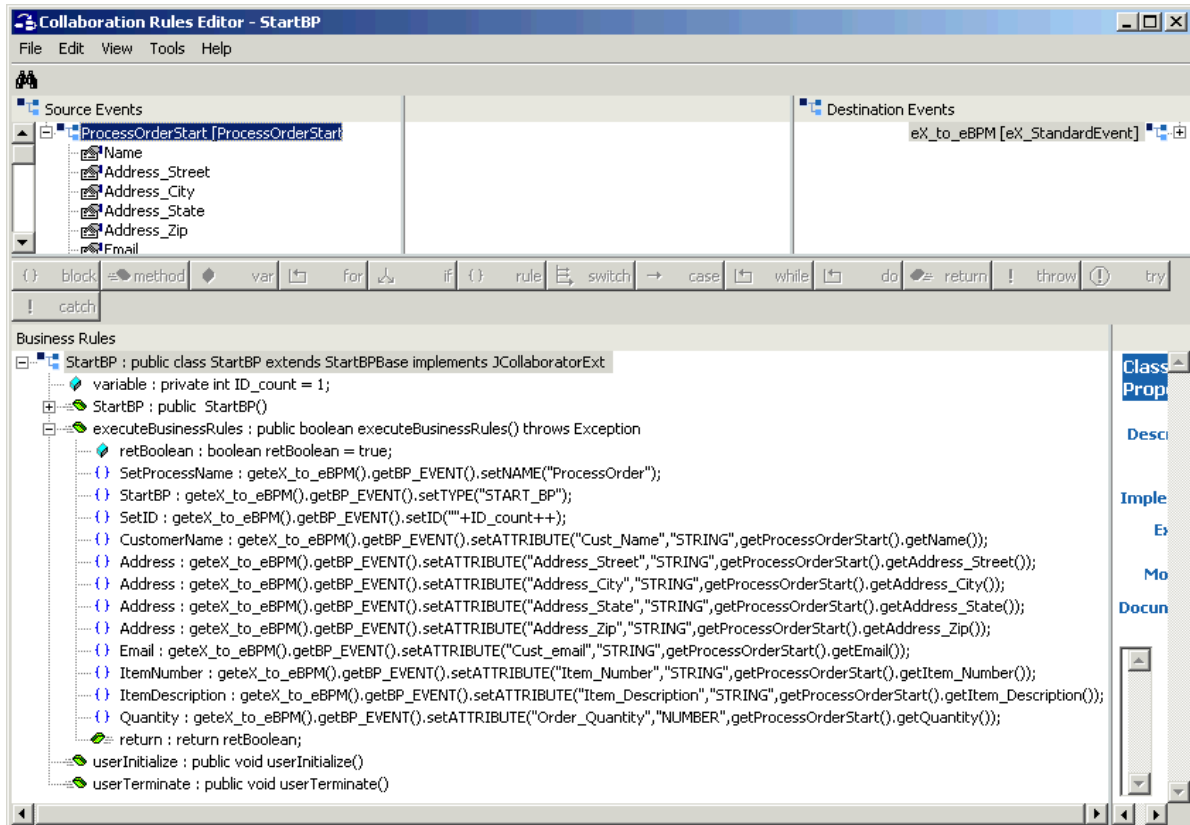 Collaboration Rules Editor - StartBP
File Edit View Tools Help
Source Events
Destination Events
ProcessOrderStart [ProcessOrderStart
eX_to_eBPM [eX_StandardEvent]
Name
Address_Street
Address_City
Address_State
Address_Zip
Email
{} block method var for if {} rule switch case while do return ! throw try
! catch
Business Rules
StartBP : public class StartBP extends StartBPBase implements JCollaboratorExt
variable : private int ID_count = 1;
StartBP : public StartBP()
executeBusinessRules : public boolean executeBusinessRules() throws Exception
retBoolean : boolean retBoolean = true;
{} SetProcessName : geteX_to_eBPM().getBP_EVENT().setNAME("ProcessOrder");
{} StartBP : geteX_to_eBPM().getBP_EVENT().setTYPE("START_BP");
{} SetID : geteX_to_eBPM().getBP_EVENT().setID(""+ID_count++);
{} CustomerName : geteX_to_eBPM().getBP_EVENT().setATTRIBUTE("Cust_Name","STRING",getProcessOrderStart().getName());
{} Address : geteX_to_eBPM().getBP_EVENT().setATTRIBUTE("Address_Street","STRING",getProcessOrderStart().getAddress_Street());
{} Address : geteX_to_eBPM().getBP_EVENT().setATTRIBUTE("Address_City","STRING",getProcessOrderStart().getAddress_City());
{} Address : geteX_to_eBPM().getBP_EVENT().setATTRIBUTE("Address_State","STRING",getProcessOrderStart().getAddress_State());
{} Address : geteX_to_eBPM().getBP_EVENT().setATTRIBUTE("Address_Zip","STRING",getProcessOrderStart().getAddress_Zip());
{} Email : geteX_to_eBPM().getBP_EVENT().setATTRIBUTE("Cust_email","STRING",getProcessOrderStart().getEmail());
{} ItemNumber : geteX_to_eBPM().getBP_EVENT().setATTRIBUTE("Item_Number","STRING",getProcessOrderStart().getItem_Number());
{} ItemDescription : geteX_to_eBPM().getBP_EVENT().setATTRIBUTE("Item_Description","STRING",getProcessOrderStart().getItem_Description());
{} Quantity : geteX_to_eBPM().getBP_EVENT().setATTRIBUTE("Order_Quantity","NUMBER",getProcessOrderStart().getQuantity());
return : return retBoolean;
userInitialize : public void userInitialize()
userTerminate : public void userTerminate()
Class
Prop
Descr
Imple
Ex
Mo
Docun